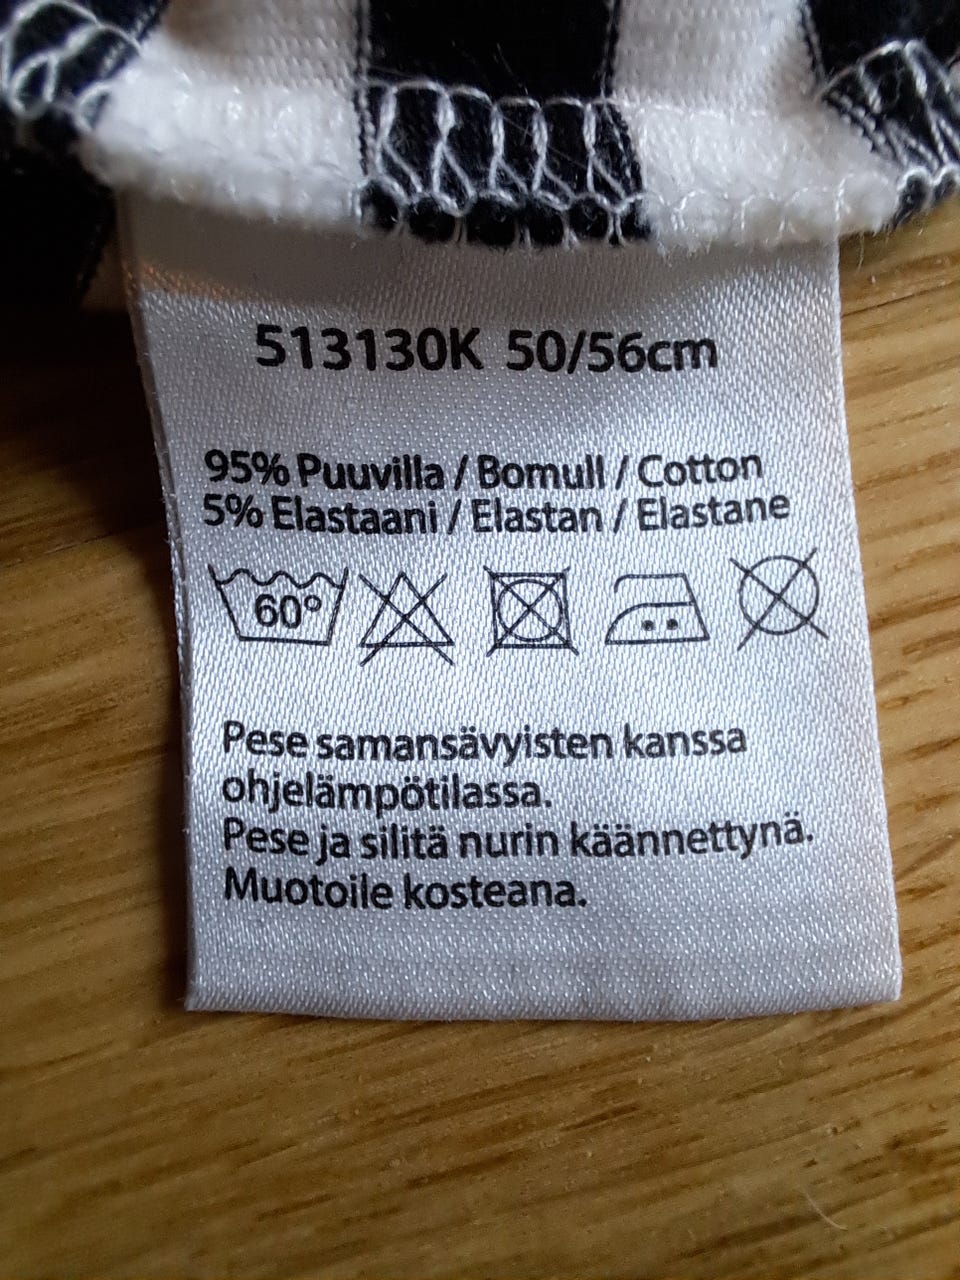 513130K 50/56cm
95% Puuvilla / Bomull / Cotton
5% Elastaani / Elastan / Elastane
60°
Pese samansävyisten kanssa
ohjelämpötilassa.
Pese ja silitä nurin käännettynä.
Muotoile kosteana.